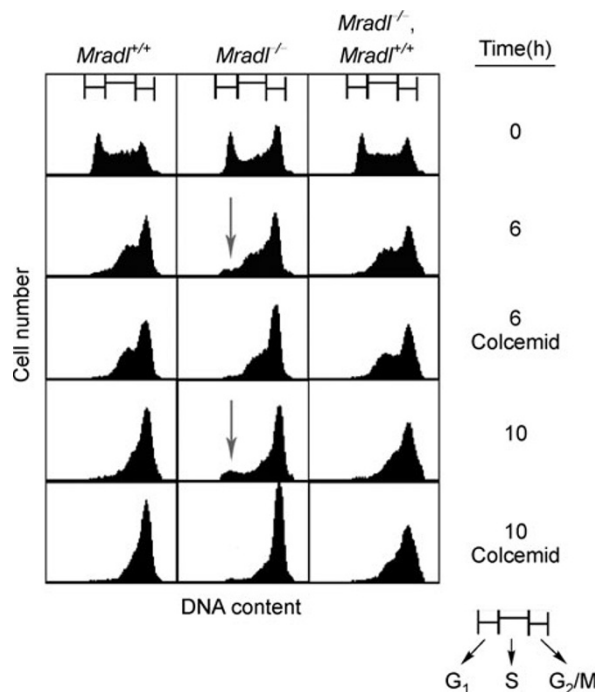 Mradl⁻/⁻,
Mradl⁺/⁺ Mradl⁻/⁻ Mradl⁺/⁺ Time(h)
0
6
6
Colcemid
10
10
Colcemid
Cell number
DNA content
G₁ S G₂/M